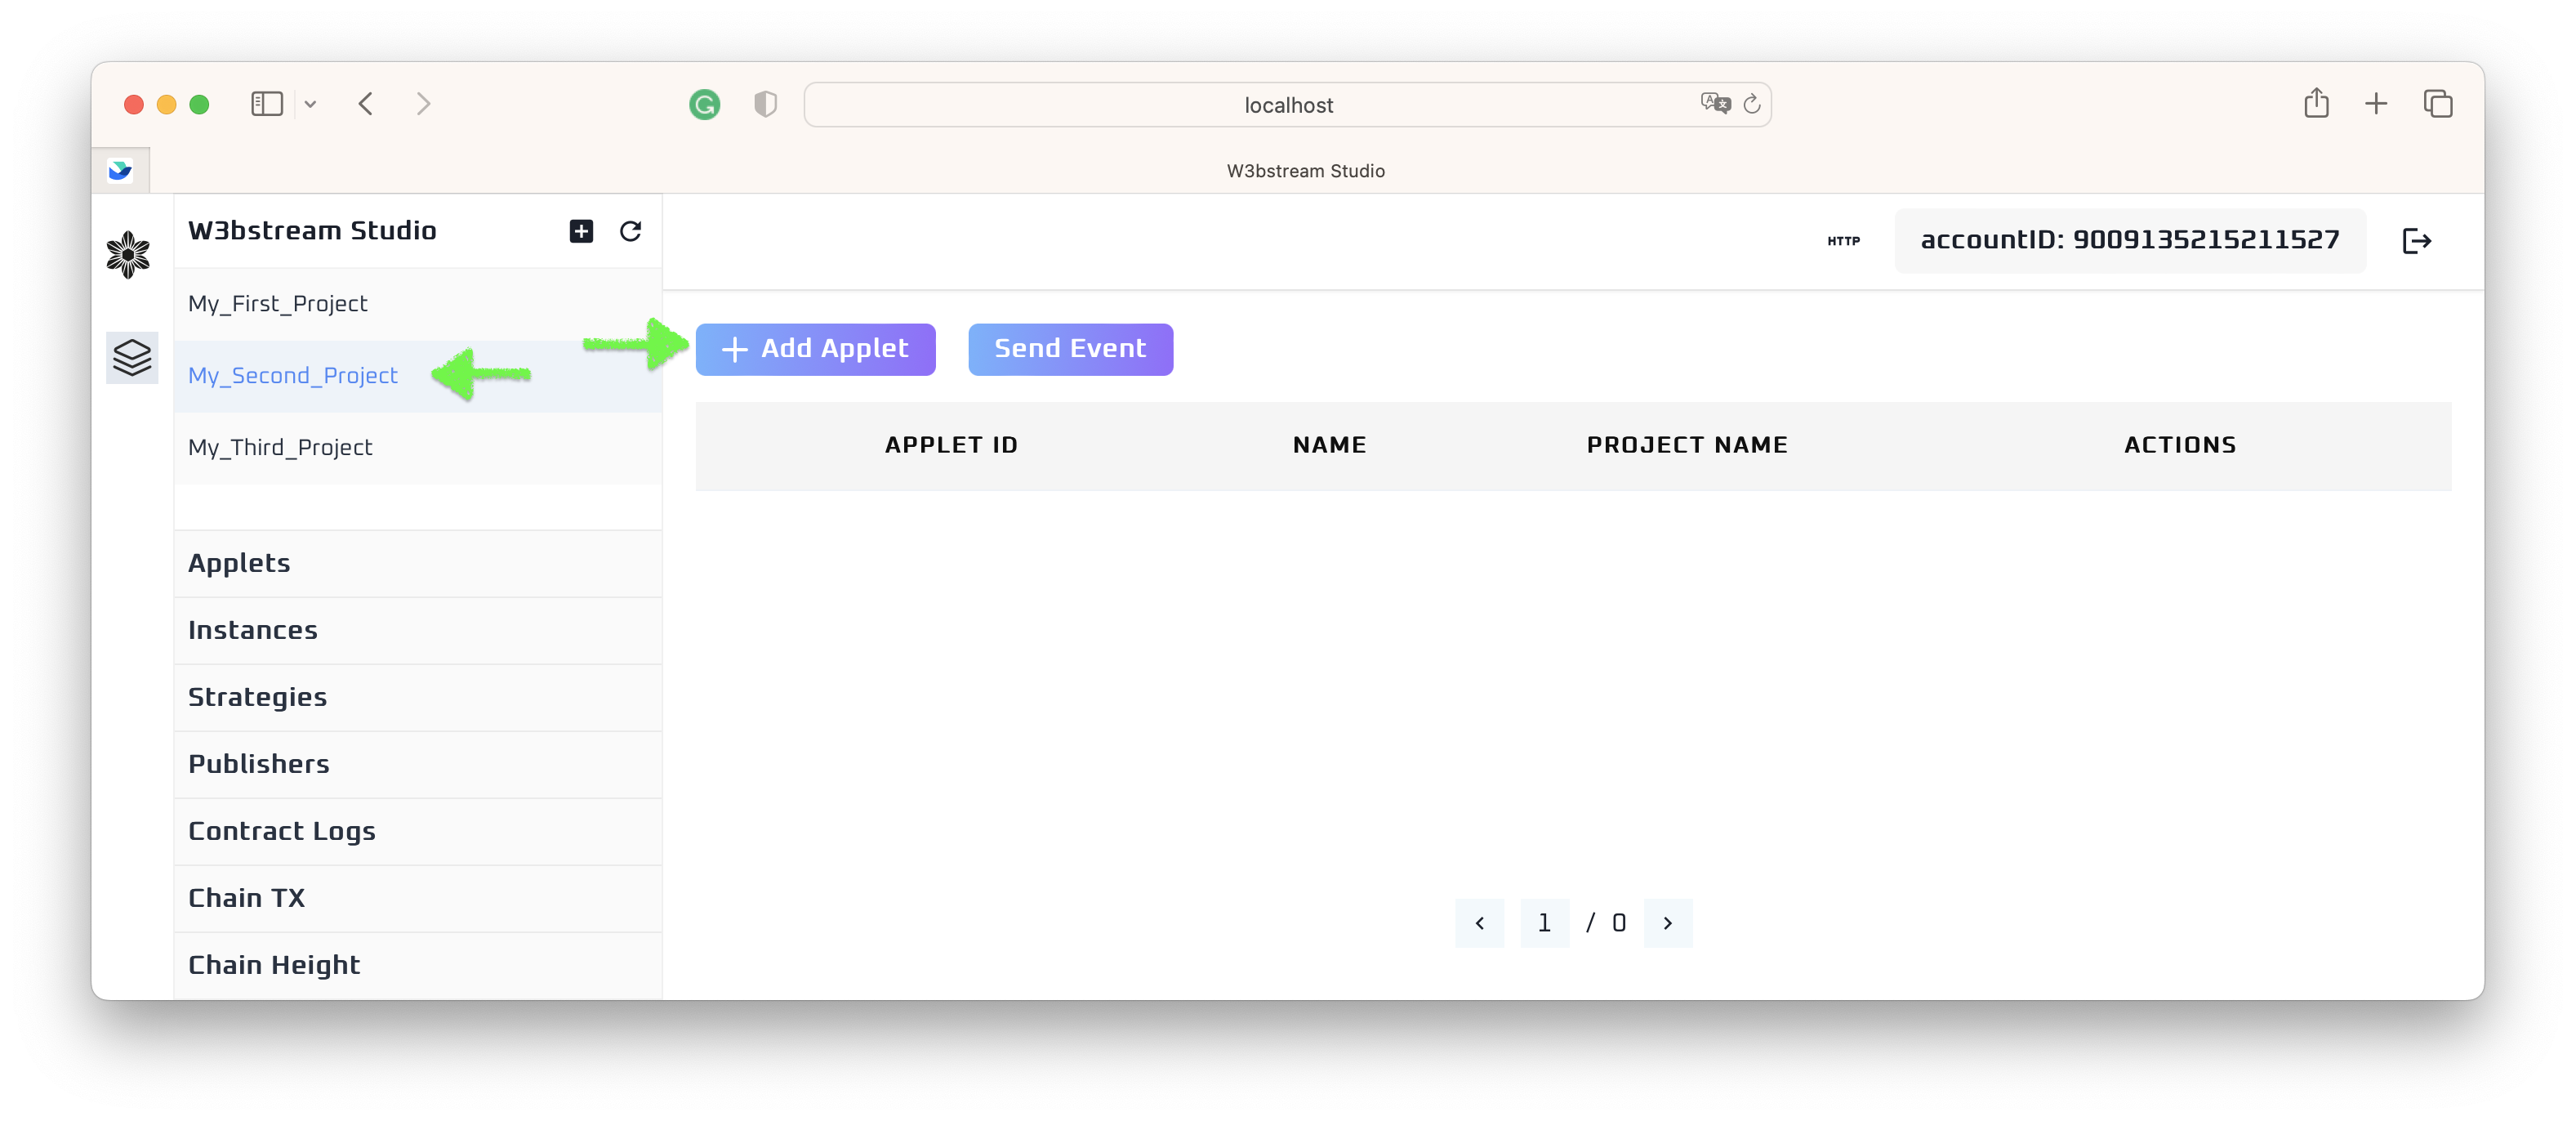 localhost
W3bstream Studio
W3bstream Studio
HTTP
accountID: 9009135215211527
My_First_Project
My_Second_Project
My_Third_Project
+ Add Applet
Send Event
APPLET ID NAME PROJECT NAME ACTIONS
Applets
Instances
Strategies
Publishers
Contract Logs
Chain TX
Chain Height
< 1 / 0 >